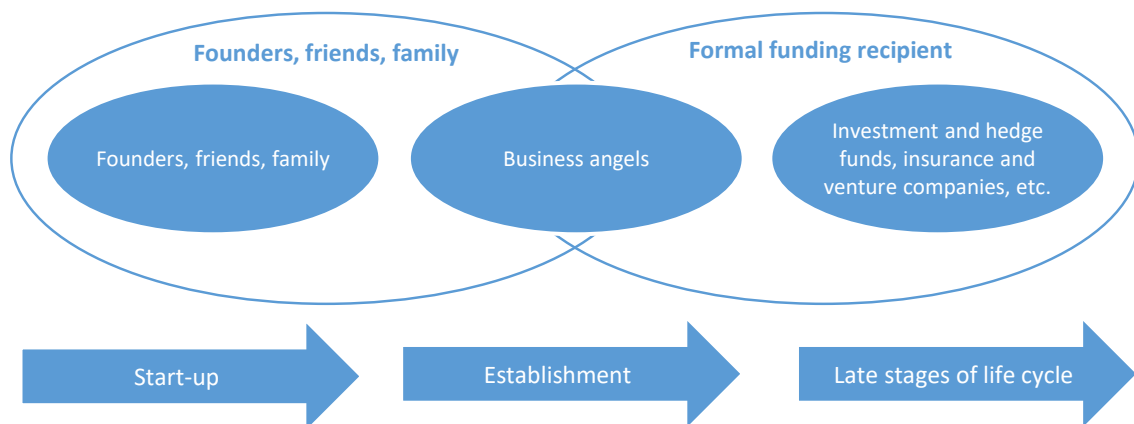 Founders, friends, family
Formal funding recipient
Founders, friends, family
Business angels
Investment and hedge
funds, insurance and
venture companies, etc.
Start-up
Establishment
Late stages of life cycle